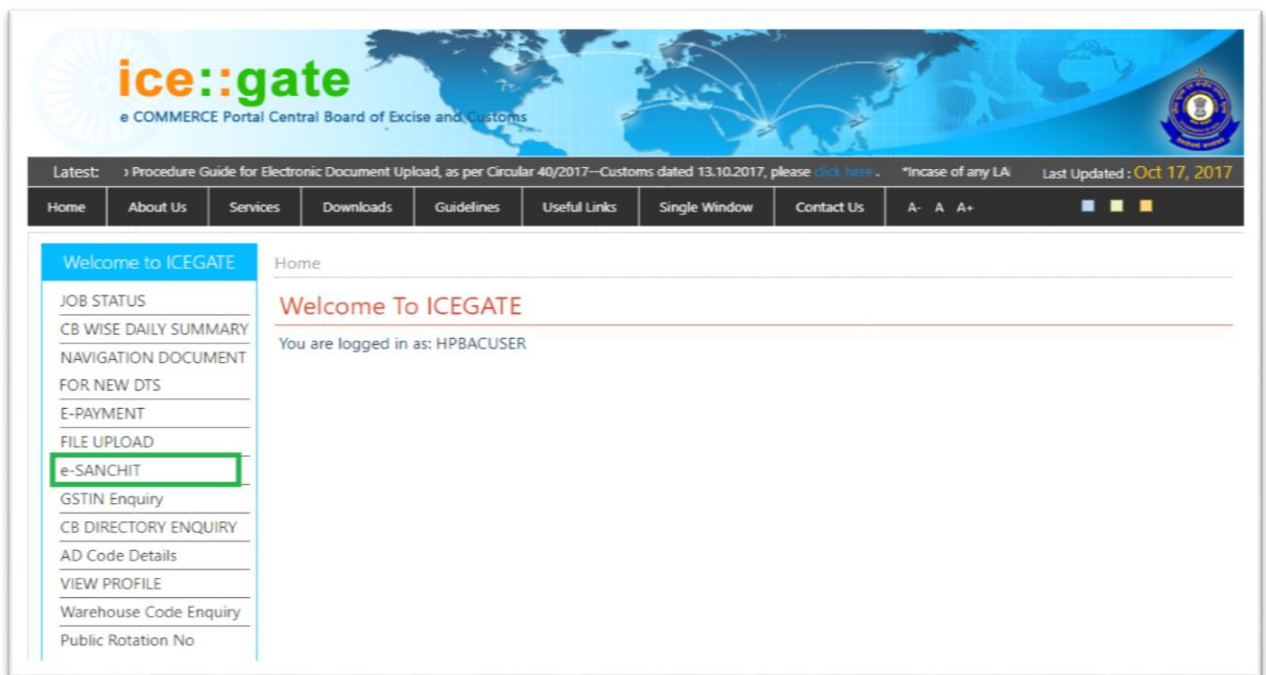 ice::gate
e COMMERCE Portal Central Board of Excise and Customs
Latest: Procedure Guide for Electronic Document Upload, as per Circular 40/2017--Customs dated 13.10.2017, please click here . *Incase of any LA Last Updated : Oct 17, 2017
Home About Us Services Downloads Guidelines Useful Links Single Window Contact Us A- A A+
Welcome to ICEGATE
JOB STATUS
CB WISE DAILY SUMMARY
NAVIGATION DOCUMENT
FOR NEW DTS
E-PAYMENT
FILE UPLOAD
e-SANCHIT
GSTIN Enquiry
CB DIRECTORY ENQUIRY
AD Code Details
VIEW PROFILE
Warehouse Code Enquiry
Public Rotation No
Home
Welcome To ICEGATE
You are logged in as: HPBACUSER